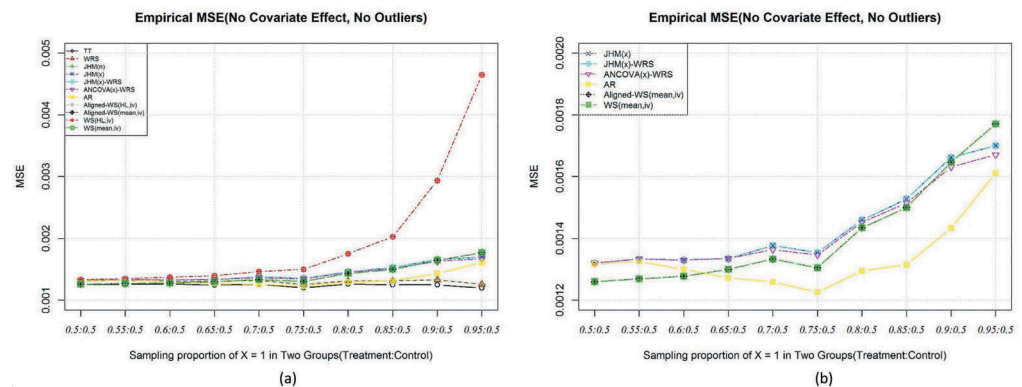 Empirical MSE(No Covariate Effect, No Outliers)
0.005
0.004
0.003
0.002
0.001
MSE
TT
WRS
JHM(n)
JHM(x)
JHM(x)-WRS
ANCOVA(x)-WRS
AR
Aligned-WS(HL,iv)
Aligned-WS(mean,iv)
WS(HL,iv)
WS(mean,iv)
0.5:0.5
0.55:0.5
0.6:0.5
0.65:0.5
0.7:0.5
0.75:0.5
0.8:0.5
0.85:0.5
0.9:0.5
0.95:0.5
Sampling proportion of X = 1 in Two Groups(Treatment:Control)
(a)
Empirical MSE(No Covariate Effect, No Outliers)
0.0020
0.0018
0.0016
0.0014
0.0012
MSE
JHM(x)
JHM(x)-WRS
ANCOVA(x)-WRS
AR
Aligned-WS(mean,iv)
WS(mean,iv)
0.5:0.5
0.55:0.5
0.6:0.5
0.65:0.5
0.70:0.5
0.75:0.5
0.8:0.5
0.85:0.5
0.9:0.5
0.95:0.5
Sampling proportion of X = 1 in Two Groups(Treatment:Control)
(b)